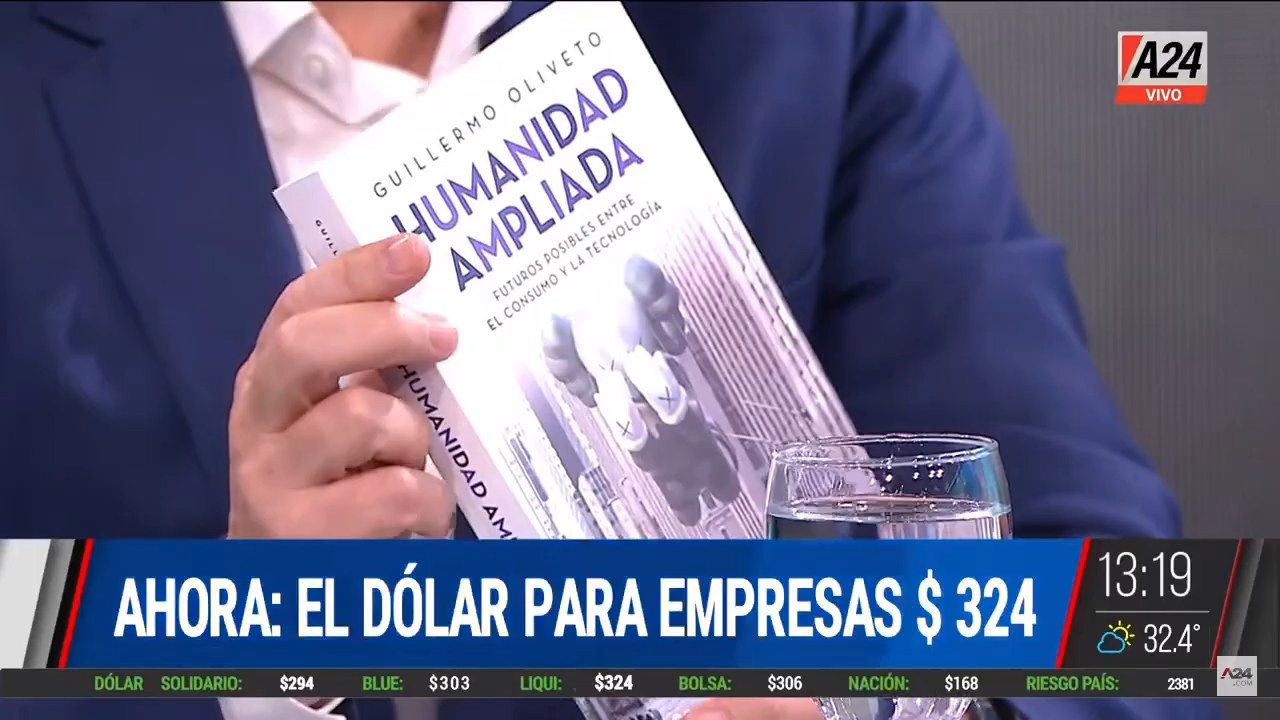 A24
VIVO
GUILLERMO OLIVETO
HUMANIDAD
AMPLIADA
FUTUROS POSIBLES ENTRE
EL CONSUMO Y LA TECNOLOGÍA
GUILL
HUMANIDAD AM
AHORA: EL DÓLAR PARA EMPRESAS $ 324
13:19
32.4°
DÓLAR SOLIDARIO: $294 BLUE: $303 LIQUI: $324 BOLSA: $306 NACIÓN: $168 RIESGO PAÍS: 2381
A24
.COM